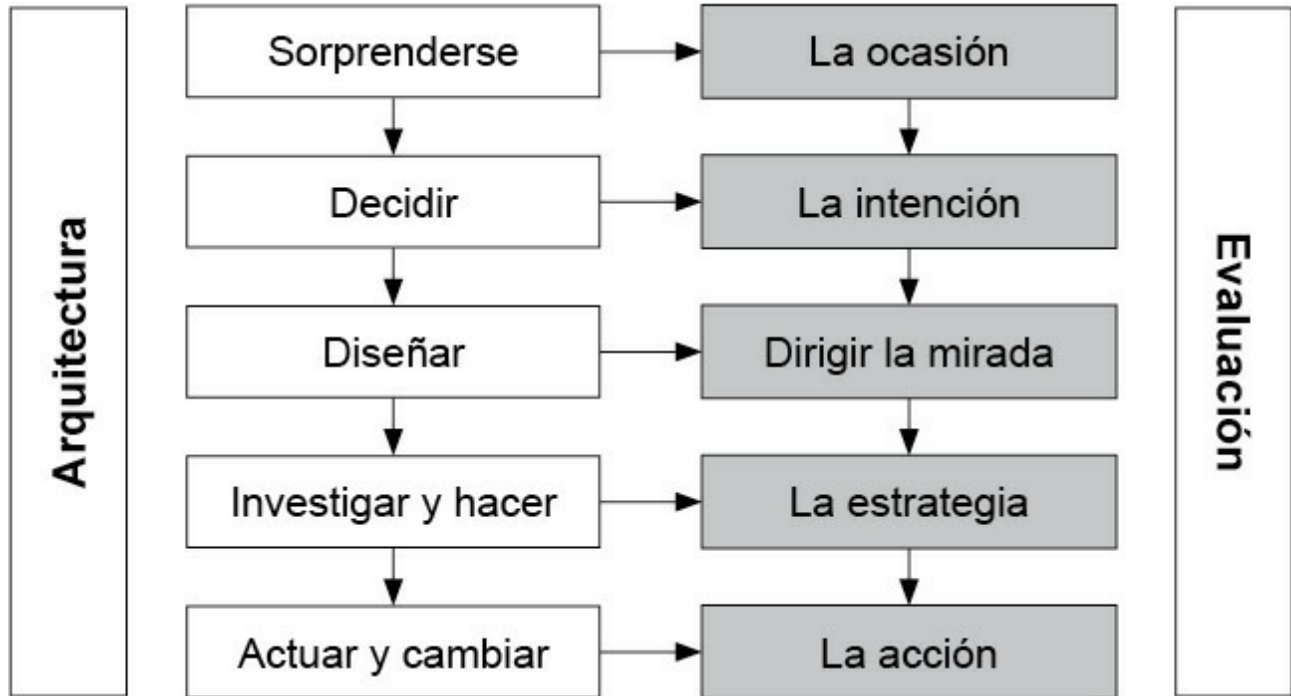 Arquitectura
Sorprenderse
La ocasión
Decidir
La intención
Diseñar
Dirigir la mirada
Investigar y hacer
La estrategia
Actuar y cambiar
La acción
Evaluación